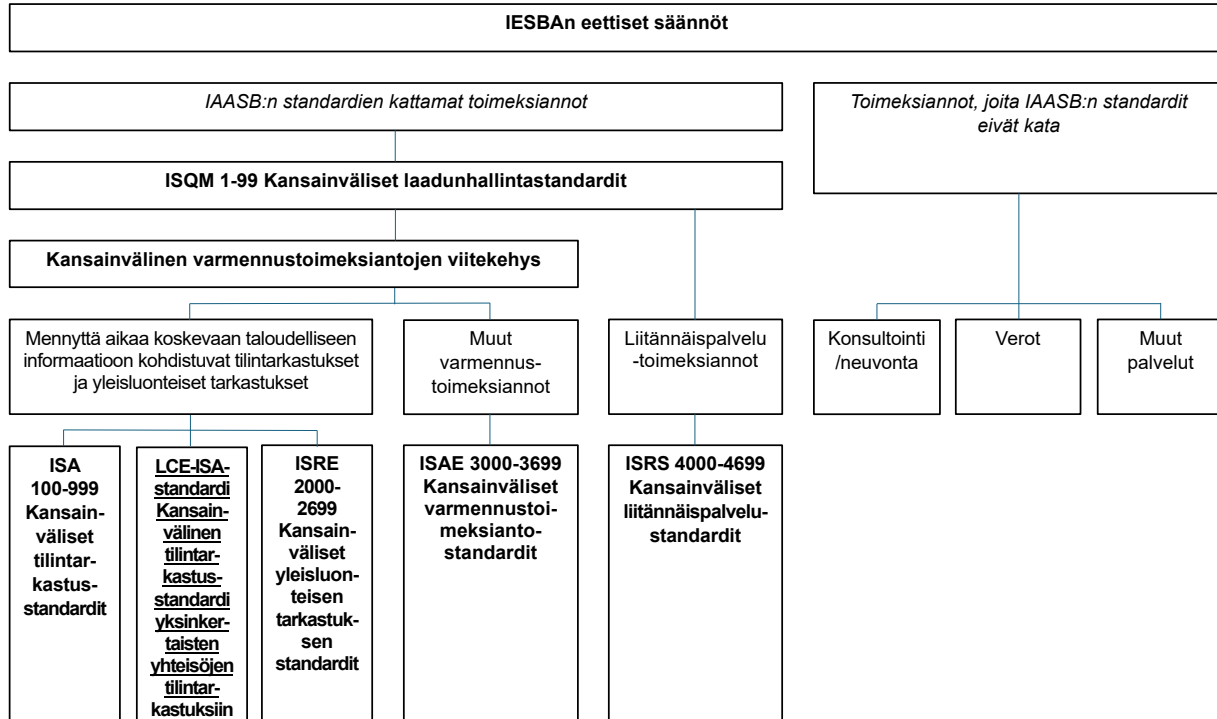 IESBAn eettiset säännöt
IAASB:n standardien kattamat toimeksiannot
Toimeksiannot, joita IAASB:n standardit
eivät kata
ISQM 1-99 Kansainväliset laadunhallintastandardit
Kansainvälinen varmennustoimeksiantojen viitekehys
Mennyttä aikaa koskevaan taloudelliseen
informaatioon kohdistuvat tilintarkastukset
ja yleisluonteiset tarkastukset
Muut
varmennus-
toimeksiannot
Liitännäispalvelu
-toimeksiannot
Konsultointi
/neuvonta
Verot
Muut
palvelut
ISA
100-999
Kansain-
väliset
tilintar-
kastus-
standardit
LCE-ISA-
standardi
Kansain-
välinen
tilintar-
kastus-
standardi
yksinker-
taisten
yhteisöjen
tilintar-
kastuksiin
ISRE
2000-
2699
Kansain-
väliset
yleisluon-
teisen
tarkastuk-
sen
standardit
ISAE 3000-3699
Kansainväliset
varmennustoi-
meksianto-
standardit
ISRS 4000-4699
Kansainväliset
liitännäispalvelu-
standardit